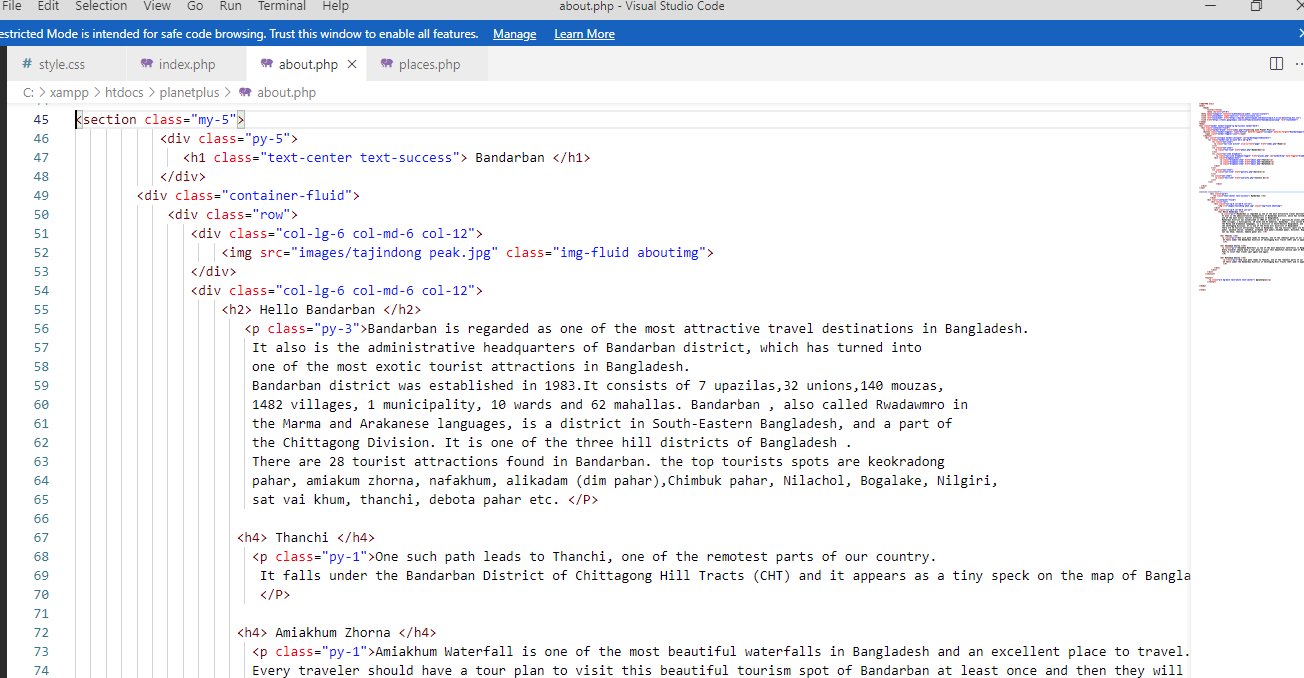 File Edit Selection View Go Run Terminal Help about.php - Visual Studio Code
estricted Mode is intended for safe code browsing. Trust this window to enable all features. Manage Learn More
# style.css index.php about.php × places.php
C: > xampp > htdocs > planetplus > about.php
45 <section class="my-5">
46 <div class="py-5">
47 <h1 class="text-center text-success"> Bandarban </h1>
48 </div>
49 <div class="container-fluid">
50 <div class="row">
51 <div class="col-lg-6 col-md-6 col-12">
52 <img src="images/tajindong peak.jpg" class="img-fluid aboutimg">
53 </div>
54 <div class="col-lg-6 col-md-6 col-12">
55 <h2> Hello Bandarban </h2>
56 <p class="py-3">Bandarban is regarded as one of the most attractive travel destinations in Bangladesh.
57 It also is the administrative headquarters of Bandarban district, which has turned into
58 one of the most exotic tourist attractions in Bangladesh.
59 Bandarban district was established in 1983.It consists of 7 upazilas,32 unions,140 mouzas,
60 1482 villages, 1 municipality, 10 wards and 62 mahallas. Bandarban , also called Rwadawmro in
61 the Marma and Arakanese languages, is a district in South-Eastern Bangladesh, and a part of
62 the Chittagong Division. It is one of the three hill districts of Bangladesh .
63 There are 28 tourist attractions found in Bandarban. the top tourists spots are keokradong
64 pahar, amiakum zhorna, nafakhum, alikadam (dim pahar),Chimbuk pahar, Nilachol, Bogalake, Nilgiri,
65 sat vai khum, thanchi, debota pahar etc. </P>
66
67 <h4> Thanchi </h4>
68 <p class="py-1">One such path leads to Thanchi, one of the remotest parts of our country.
69 It falls under the Bandarban District of Chittagong Hill Tracts (CHT) and it appears as a tiny speck on the map of Bangla
70 </P>
71
72 <h4> Amiakhum Zhorna </h4>
73 <p class="py-1">Amiakhum Waterfall is one of the most beautiful waterfalls in Bangladesh and an excellent place to travel.
74 Every traveler should have a tour plan to visit this beautiful tourism spot of Bandarban at least once and then they will